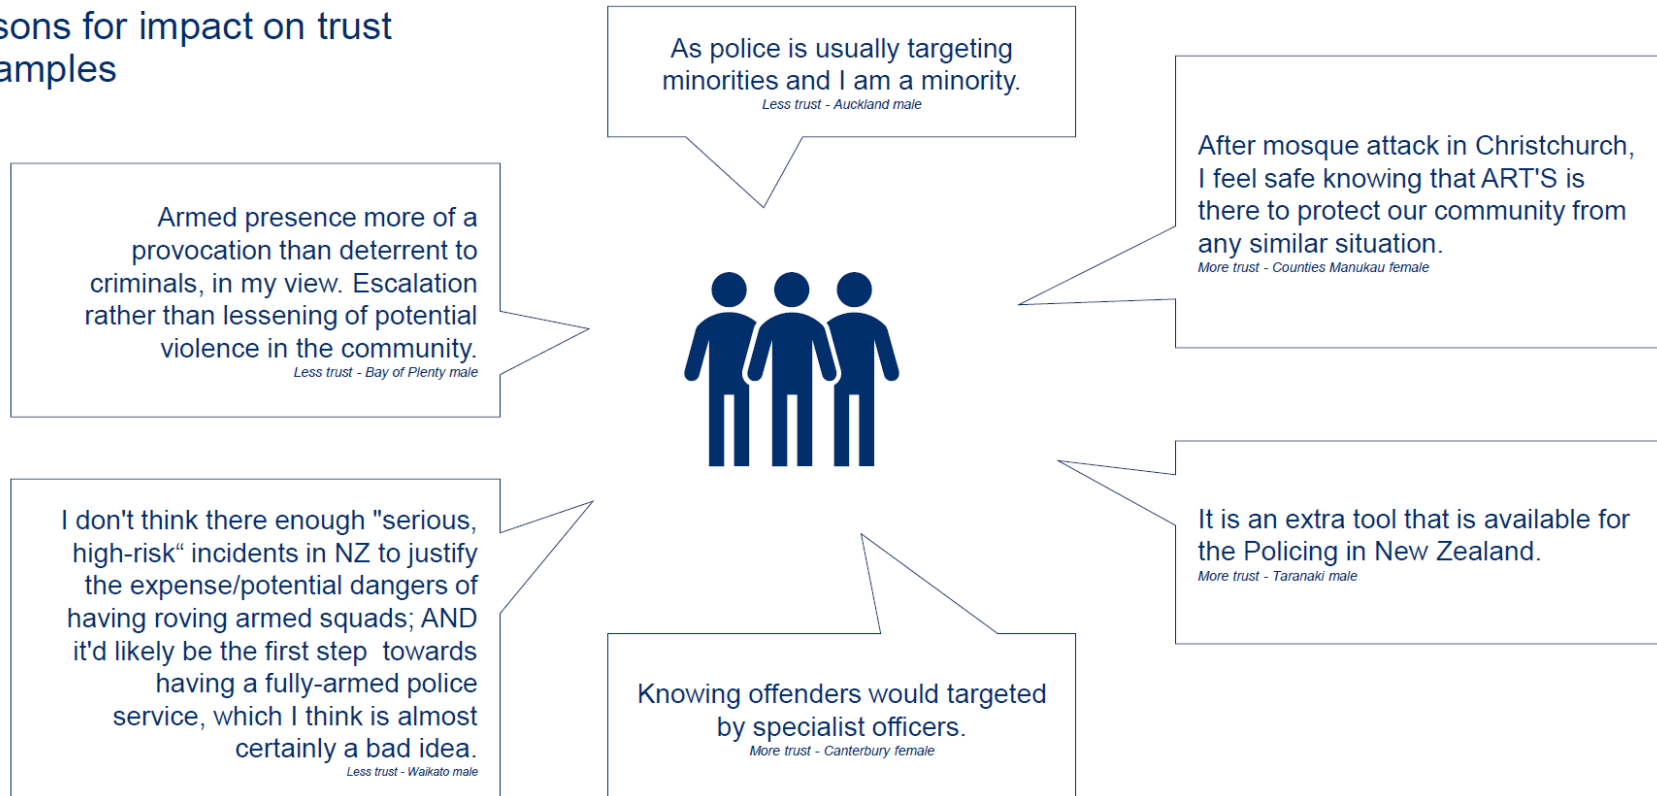 sons for impact on trust
amples
As police is usually targeting
minorities and I am a minority.
Less trust - Auckland male
After mosque attack in Christchurch,
I feel safe knowing that ART'S is
there to protect our community from
any similar situation.
More trust - Counties Manukau female
Armed presence more of a
provocation than deterrent to
criminals, in my view. Escalation
rather than lessening of potential
violence in the community.
Less trust - Bay of Plenty male
It is an extra tool that is available for
the Policing in New Zealand.
More trust - Taranaki male
I don't think there enough "serious,
high-risk“ incidents in NZ to justify
the expense/potential dangers of
having roving armed squads; AND
it'd likely be the first step  towards
having a fully-armed police
service, which I think is almost
certainly a bad idea.
Less trust - Waikato male
Knowing offenders would targeted
by specialist officers.
More trust - Canterbury female